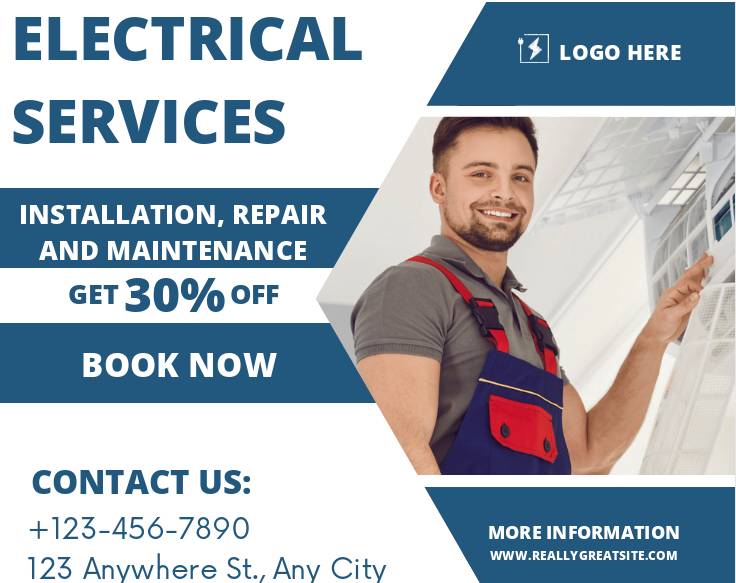 ELECTRICAL
SERVICES
LOGO HERE
INSTALLATION, REPAIR
AND MAINTENANCE
GET 30% OFF
BOOK NOW
CONTACT US:
+123-456-7890
123 Anywhere St., Any City
MORE INFORMATION
WWW.REALLYGREATSITE.COM